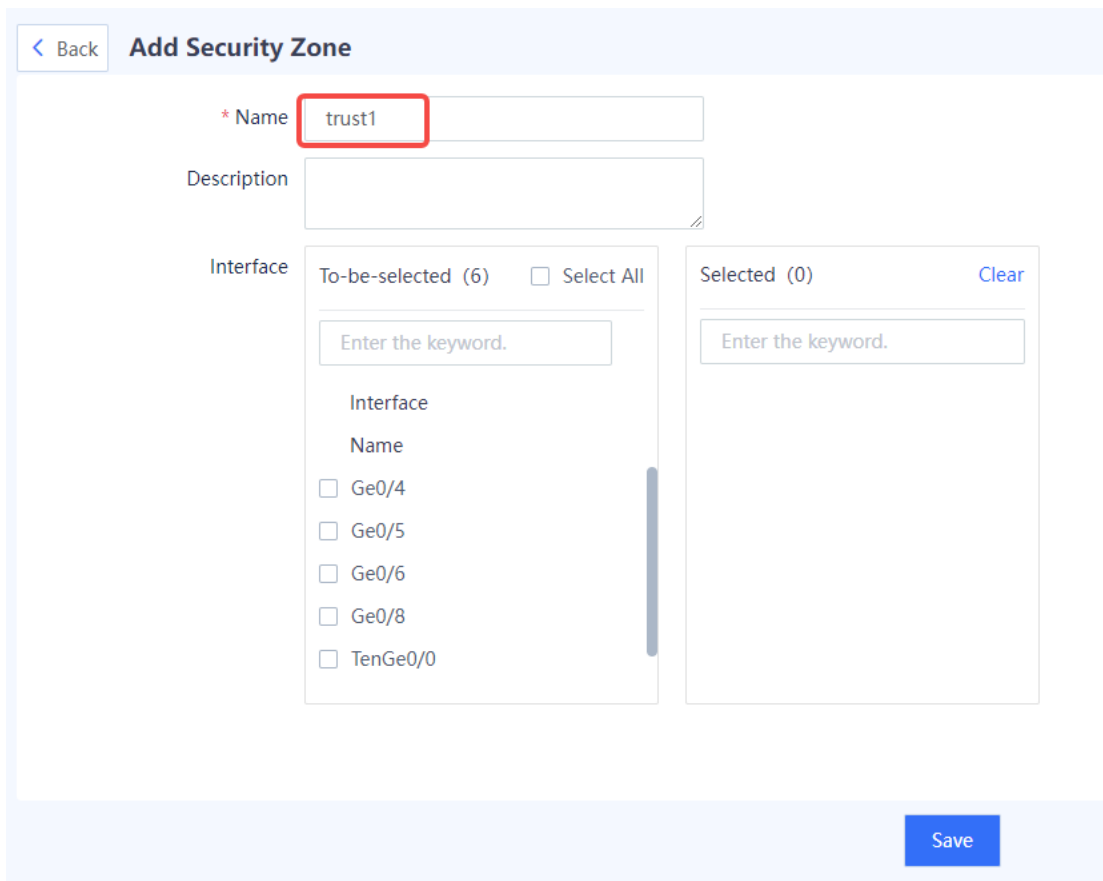 Back Add Security Zone
* Name trust1
Description
Interface To-be-selected (6) Select All Selected (0) Clear
Enter the keyword. Enter the keyword.
Interface
Name
Ge0/4
Ge0/5
Ge0/6
Ge0/8
TenGe0/0
Save